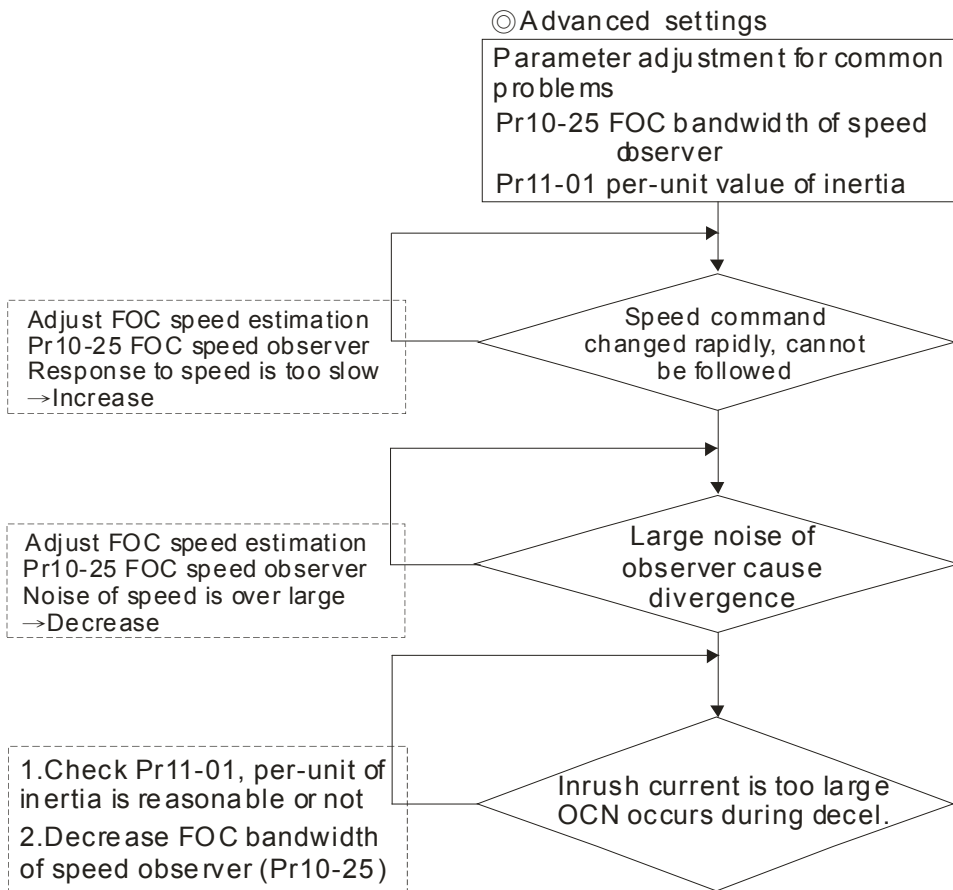 ◎Advanced settings
Parameter adjustment for common
problems
Pr10-25 FOC bandwidth of speed
observer
Pr11-01 per-unit value of inertia
Adjust FOC speed estimation
Pr10-25 FOC speed observer
Response to speed is too slow
→Increase
Speed command
changed rapidly, cannot
be followed
Adjust FOC speed estimation
Pr10-25 FOC speed observer
Noise of speed is over large
→Decrease
Large noise of
observer cause
divergence
1.Check Pr11-01, per-unit of
inertia is reasonable or not
2.Decrease FOC bandwidth
of speed observer (Pr10-25)
Inrush current is too large
OCN occurs during decel.